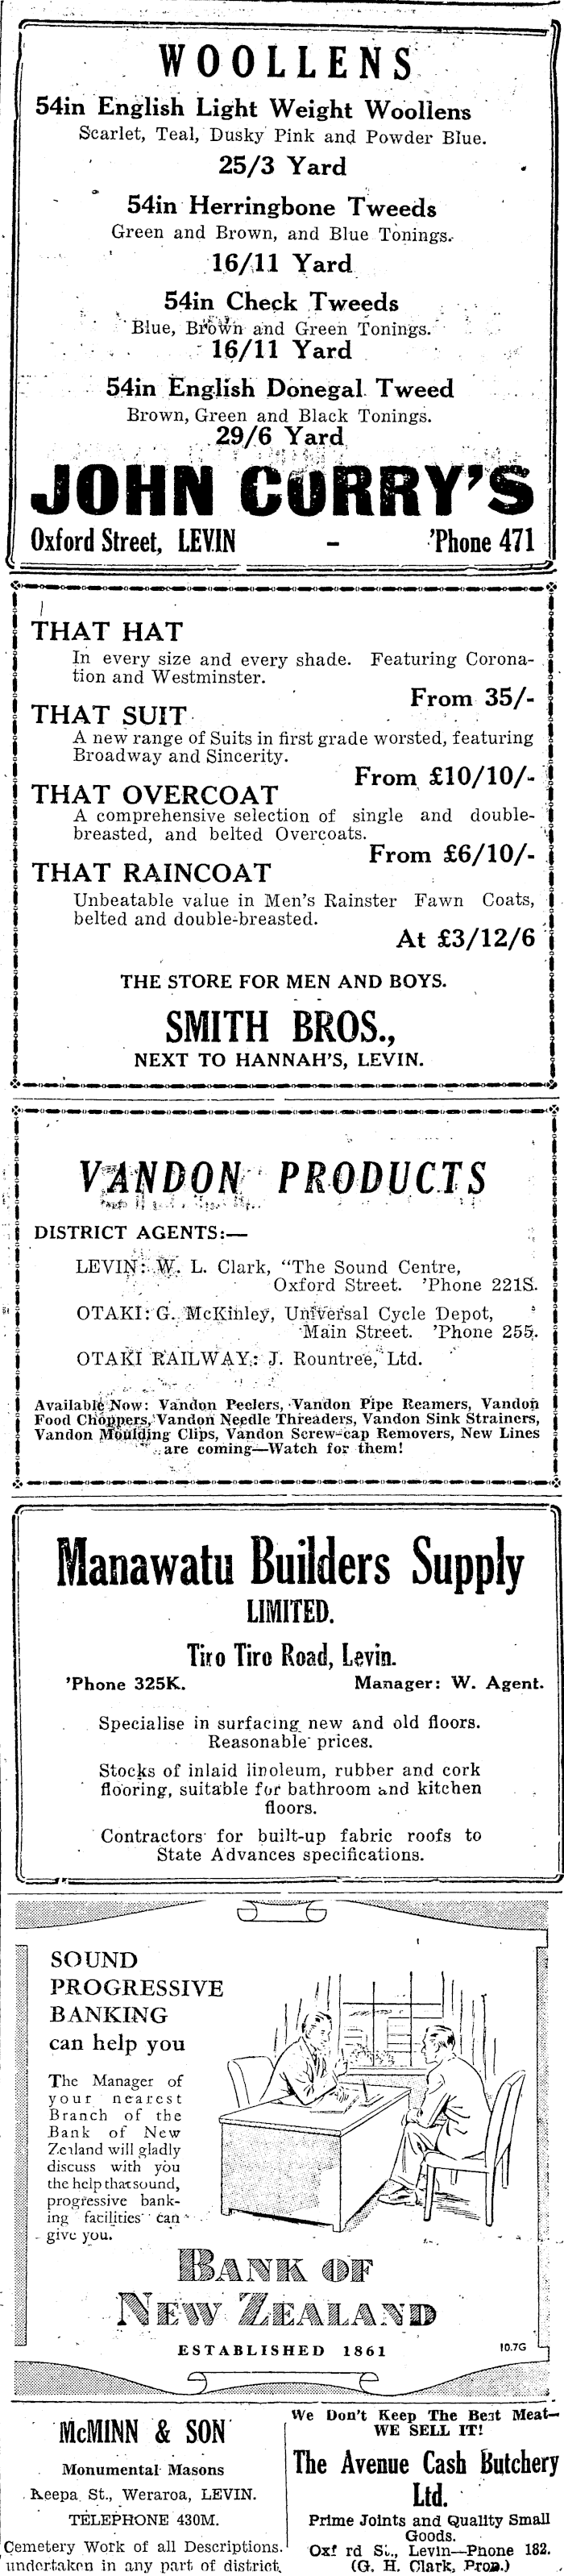 WOOLLENS
54in English Light Weight Woollens
Scarlet, Teal, Dusky Pink and Powder Blue.
25/3 Yard
54in Herringbone Tweeds
Green and Brown, and Blue Tonings.
16/11 Yard
54in Check Tweeds
Blue, Brown and Green Tonings.
16/11 Yard
54in English Donegal Tweed
Brown, Green and Black Tonings.
29/6 Yard
JOHN CURRY'S
Oxford Street, LEVIN - 'Phone 471
THAT HAT
In every size and every shade. Featuring Corona-
tion and Westminster.
From 35/-
THAT SUIT
A new range of Suits in first grade worsted, featuring
Broadway and Sincerity.
From £10/10/-
THAT OVERCOAT
A comprehensive selection of single and double-
breasted, and belted Overcoats.
From £6/10/-
THAT RAINCOAT
Unbeatable value in Men's Rainster Fawn Coats,
belted and double-breasted.
At £3/12/6
THE STORE FOR MEN AND BOYS.
SMITH BROS.,
NEXT TO HANNAH'S, LEVIN.
VANDON PRODUCTS
DISTRICT AGENTS:—
LEVIN: W. L. Clark, "The Sound Centre,
Oxford Street. 'Phone 221S.
OTAKI: G. McKinley, Universal Cycle Depot,
Main Street. 'Phone 255.
OTAKI RAILWAY: J. Rountree, Ltd.
Available Now: Vandon Peelers, Vandon Pipe Reamers, Vandon
Food Choppers, Vandon Needle Threaders, Vandon Sink Strainers,
Vandon Moulding Clips, Vandon Screw-cap Removers, New Lines
are coming—Watch for them!
Manawatu Builders Supply
LIMITED.
Tiro Tiro Road, Levin.
'Phone 325K. Manager: W. Agent.
Specialise in surfacing new and old floors.
Reasonable prices.
Stocks of inlaid linoleum, rubber and cork
flooring, suitable for bathroom and kitchen
floors.
Contractors for built-up fabric roofs to
State Advances specifications.
SOUND
PROGRESSIVE
BANKING
can help you
The Manager of
your nearest
Branch of the
Bank of New
Zealand will gladly
discuss with you
the help that sound,
progressive bank-
ing facilities can
give you.
BANK OF
NEW ZEALAND
ESTABLISHED 1861
10.7G
McMINN & SON
Monumental Masons
Keepa St., Weraroa, LEVIN.
TELEPHONE 430M.
Cemetery Work of all Descriptions.
undertaken in any part of district.
We Don't Keep The Best Meat—
WE SELL IT!
The Avenue Cash Butchery
Ltd.
Prime Joints and Quality Small
Goods.
Oxf rd St., Levin—Phone 182.
(G. H. Clark, Prop.)